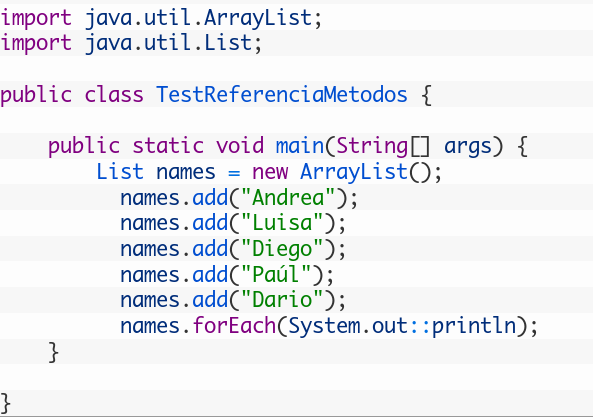 import java.util.ArrayList;
import java.util.List;
public class TestReferenciaMetodos {
public static void main(String[] args) {
List names = new ArrayList();
names.add("Andrea");
names.add("Luisa");
names.add("Diego");
names.add("Paúl");
names.add("Dario");
names.forEach(System.out::println);
}
}